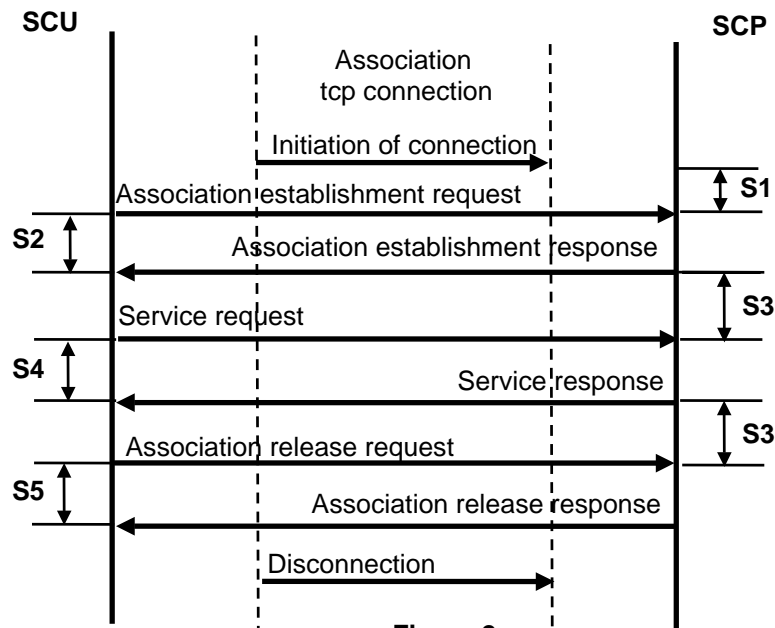 SCU
SCP
Association
tcp connection
Initiation of connection
S1
Association establishment request
S2
Association establishment response
S3
Service request
S4
Service response
S3
Association release request
S5
Association release response
Disconnection